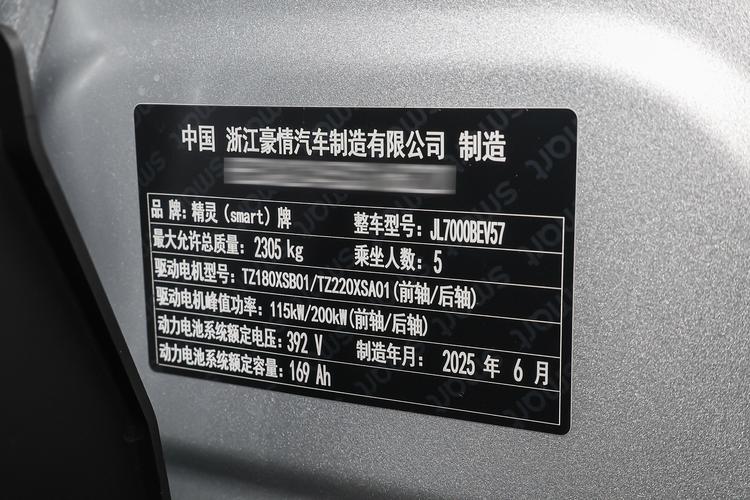 中国 浙江豪情汽车制造有限公司 制造
品 牌：精灵（smart）牌 整车型号：JL7000BEV57
最大允许总质量：2305 kg 乘坐人数：5
驱动电机型号：TZ180XSB01/TZ220XSA01(前轴/后轴)
驱动电机峰值功率：115kW/200kW(前轴/后轴)
动力电池系统额定电压：392 V 制造年月：2025 年 6 月
动力电池系统额定容量：169 Ah